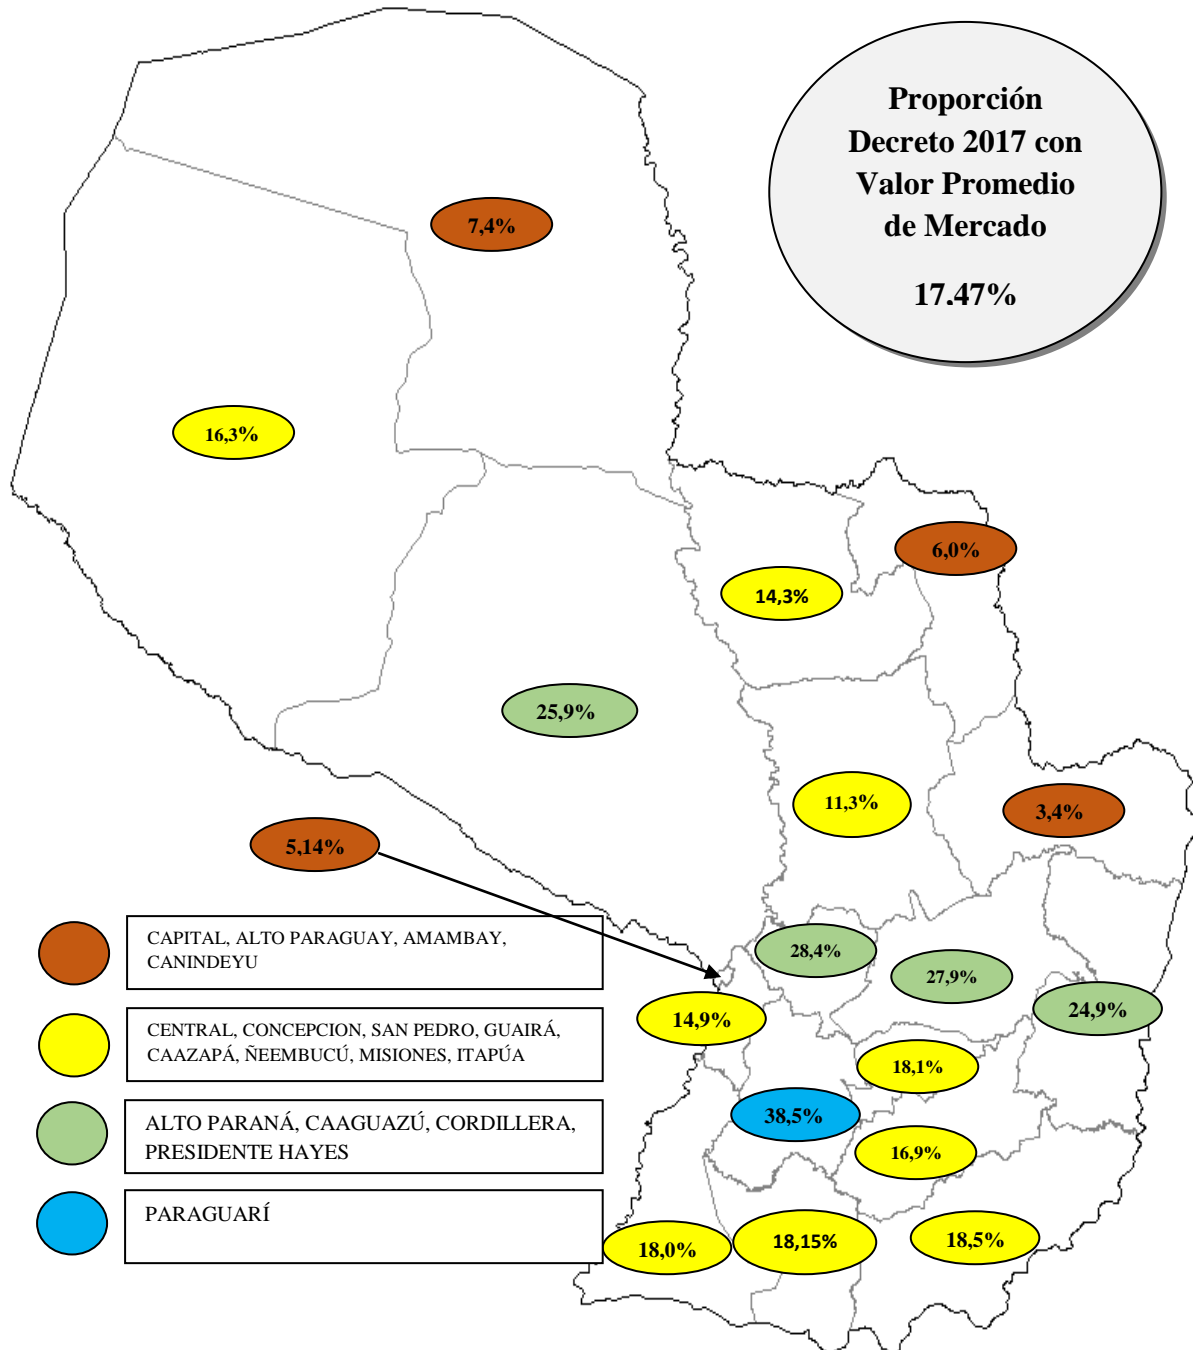 Proporción
Decreto 2017 con
Valor Promedio
de Mercado
17,47%
7,4%
16,3%
6,0%
14,3%
25,9%
11,3%
3,4%
5,14%
28,4%
27,9%
24,9%
14,9%
18,1%
38,5%
16,9%
18,0%
18,15%
18,5%
CAPITAL, ALTO PARAGUAY, AMAMBAY,
CANINDEYU
CENTRAL, CONCEPCION, SAN PEDRO, GUAIRÁ,
CAAZAPÁ, ÑEEMBUCÚ, MISIONES, ITAPÚA
ALTO PARANÁ, CAAGUAZÚ, CORDILLERA,
PRESIDENTE HAYES
PARAGUARÍ